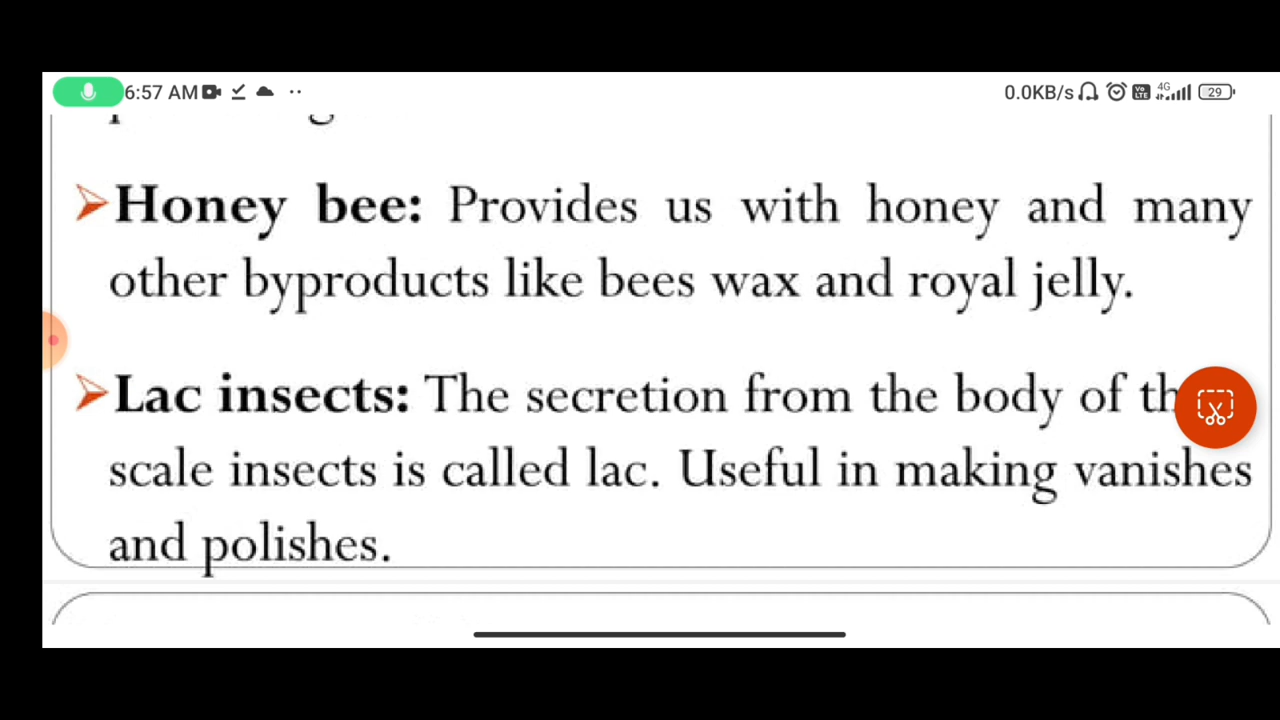 6:57 AM
0.0KB/s 4G 29
Honey bee: Provides us with honey and many
other byproducts like bees wax and royal jelly.
Lac insects: The secretion from the body of
scale insects is called lac. Useful in making vanishes
and polishes.